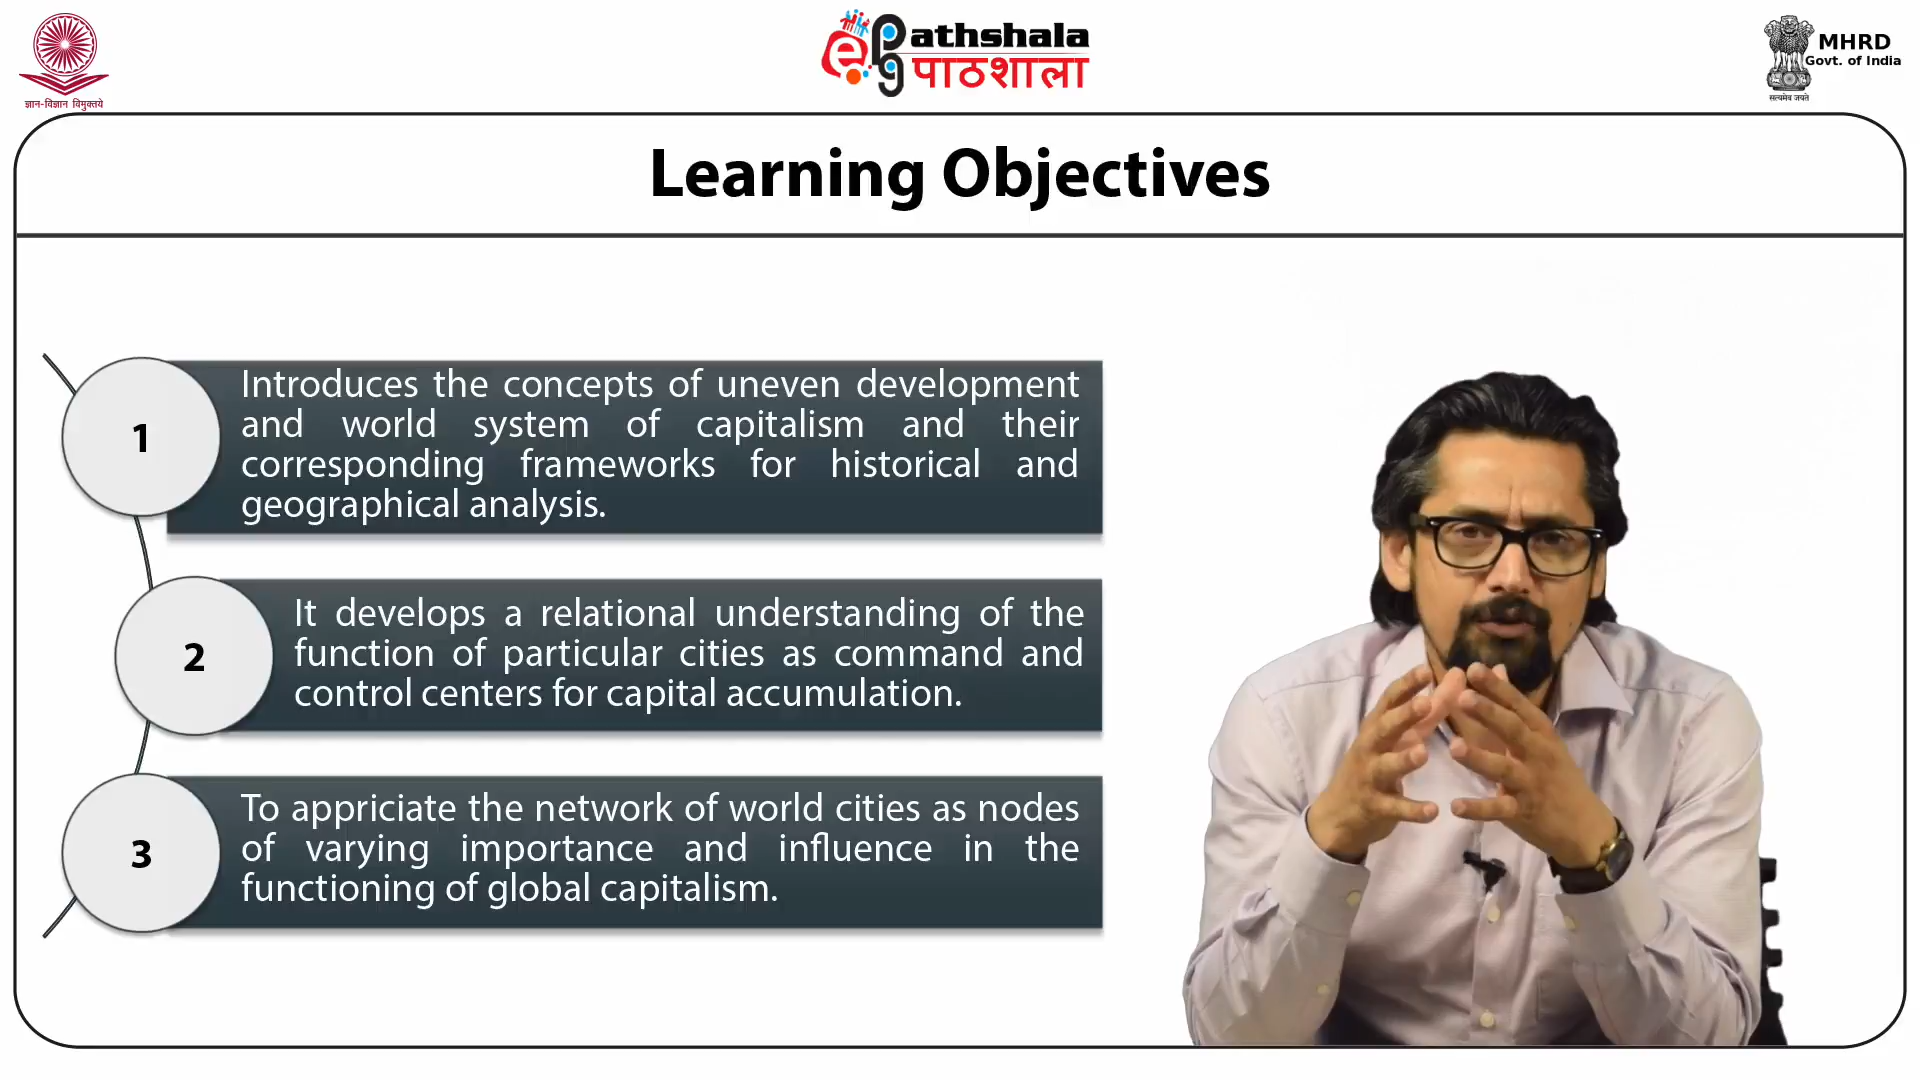 ज्ञान-विज्ञान विमुक्तये
ePathshala
पाठशाला
MHRD
Govt. of India
सत्यमेव जयते
Learning Objectives
1
Introduces the concepts of uneven development
and world system of capitalism and their
corresponding frameworks for historical and
geographical analysis.
2
It develops a relational understanding of the
function of particular cities as command and
control centers for capital accumulation.
3
To appriciate the network of world cities as nodes
of varying importance and influence in the
functioning of global capitalism.